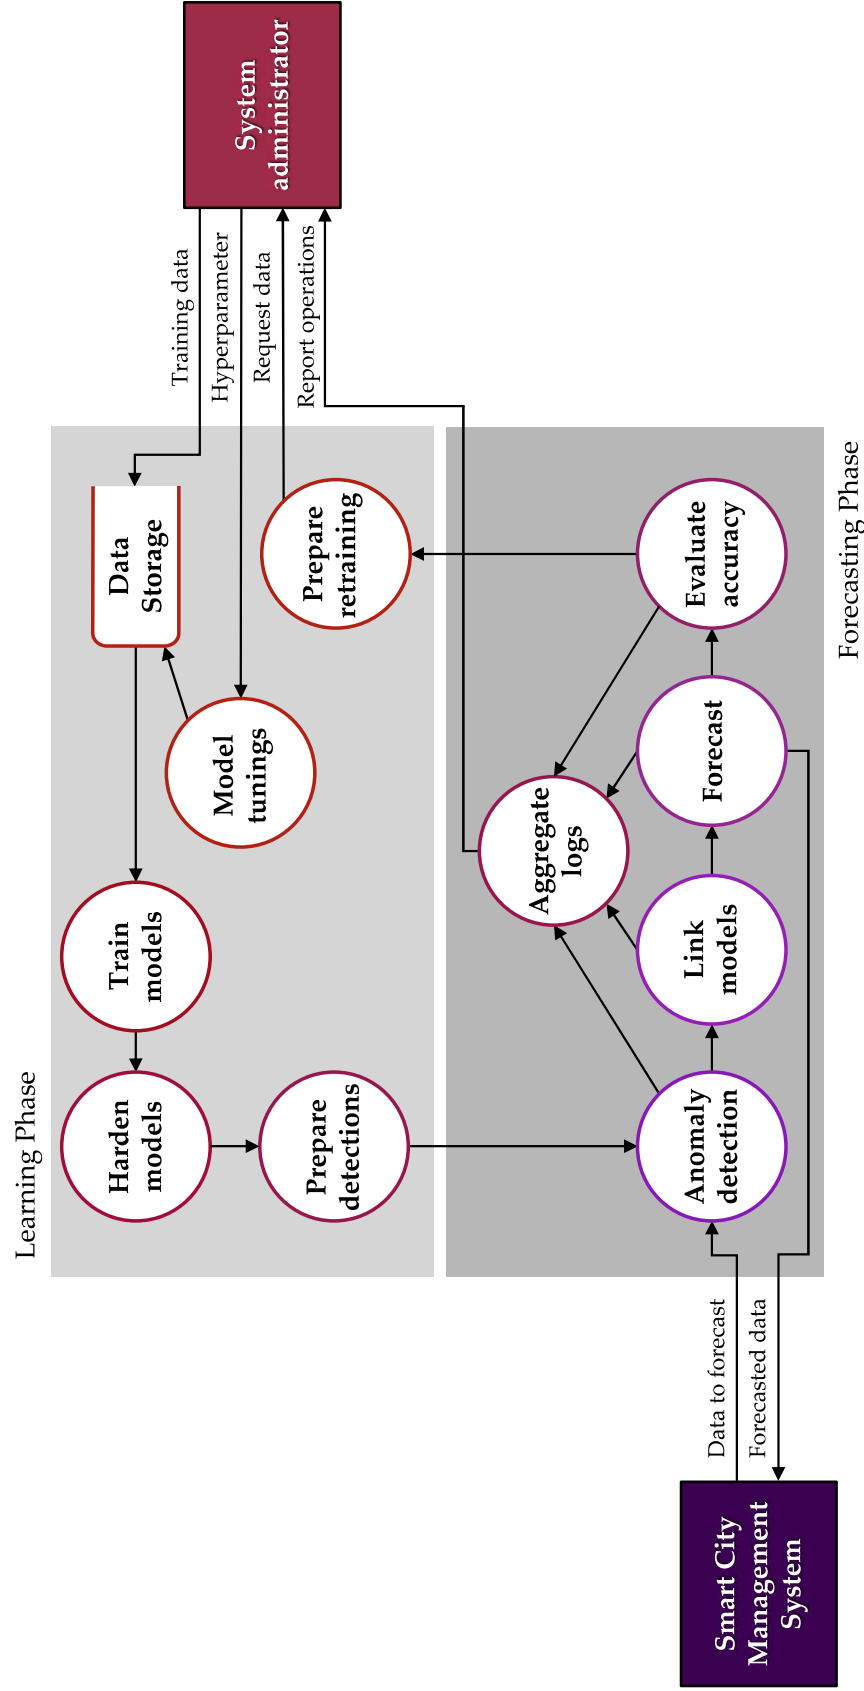 Learning Phase
System
administrator
Training data
Hyperparameter
Request data
Report operations
Data
Storage
Model
tunings
Train
models
Harden
models
Prepare
detections
Prepare
retraining
Aggregate
logs
Anomaly
detection
Link
models
Forecast
Evaluate
accuracy
Forecasting Phase
Data to forecast
Forecasted data
Smart City
Management
System